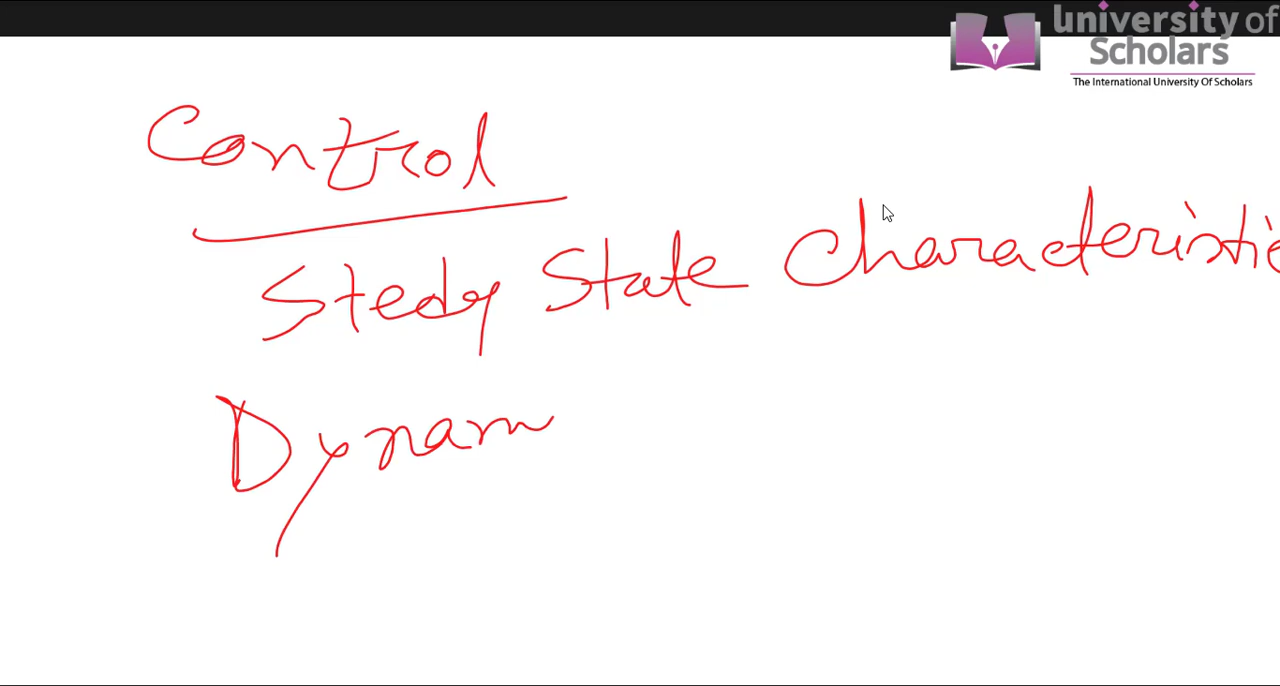 university of
Scholars
The International University Of Scholars
Control
Stedy State Characteristic
Dynam